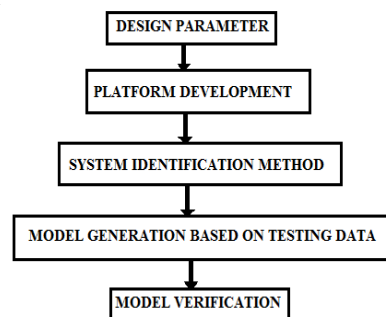 DESIGN PARAMETER
PLATFORM DEVELOPMENT
SYSTEM IDENTIFICATION METHOD
MODEL GENERATION BASED ON TESTING DATA
MODEL VERIFICATION